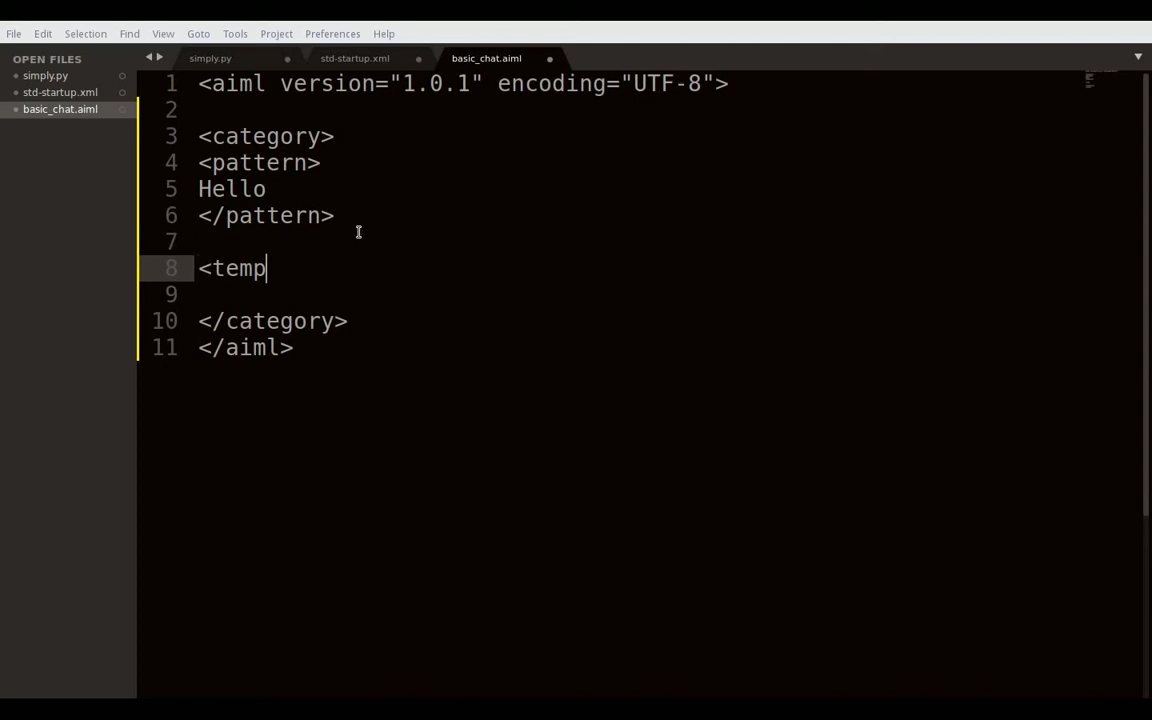 File Edit Selection Find View Goto Tools Project Preferences Help
OPEN FILES
simply.py
std-startup.xml
basic_chat.aiml
simply.py std-startup.xml basic_chat.aiml
1 <aiml version="1.0.1" encoding="UTF-8">
2
3 <category>
4 <pattern>
5 Hello
6 </pattern>
7
8 <temp
9
10 </category>
11 </aiml>